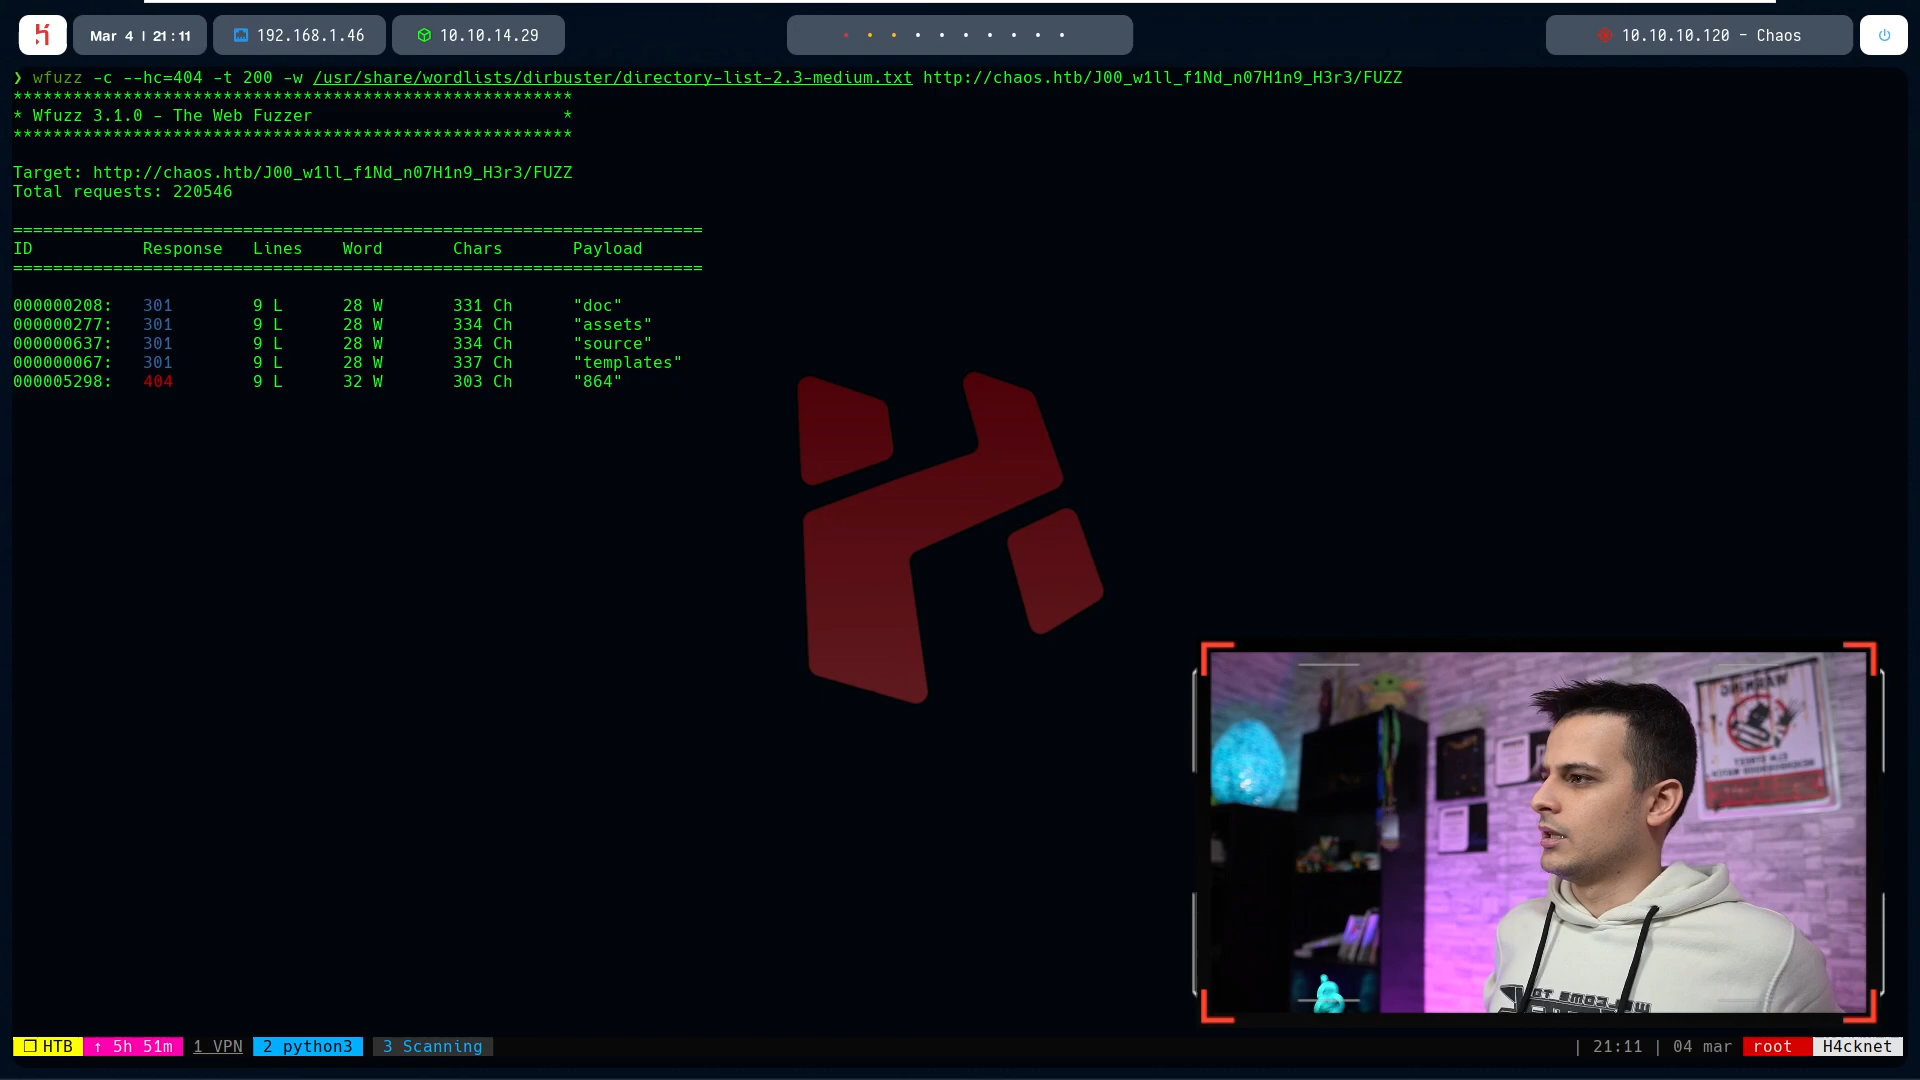 Mar 4 | 21:11
192.168.1.46
10.10.14.29
10.10.10.120 - Chaos
❯ wfuzz -c --hc=404 -t 200 -w /usr/share/wordlists/dirbuster/directory-list-2.3-medium.txt http://chaos.htb/J00_w1ll_f1Nd_n07H1n9_H3r3/FUZZ
********************************************************
* Wfuzz 3.1.0 - The Web Fuzzer                         *
********************************************************
Target: http://chaos.htb/J00_w1ll_f1Nd_n07H1n9_H3r3/FUZZ
Total requests: 220546
=====================================================================
ID           Response   Lines    Word       Chars       Payload
=====================================================================
000000208:   301        9 L      28 W       331 Ch      "doc"
000000277:   301        9 L      28 W       334 Ch      "assets"
000000637:   301        9 L      28 W       334 Ch      "source"
000000067:   301        9 L      28 W       337 Ch      "templates"
000005298:   404        9 L      32 W       303 Ch      "864"
WARNING
❐ HTB ↑ 5h 51m 1 VPN 2 python3 3 Scanning | 21:11 | 04 mar root H4cknet